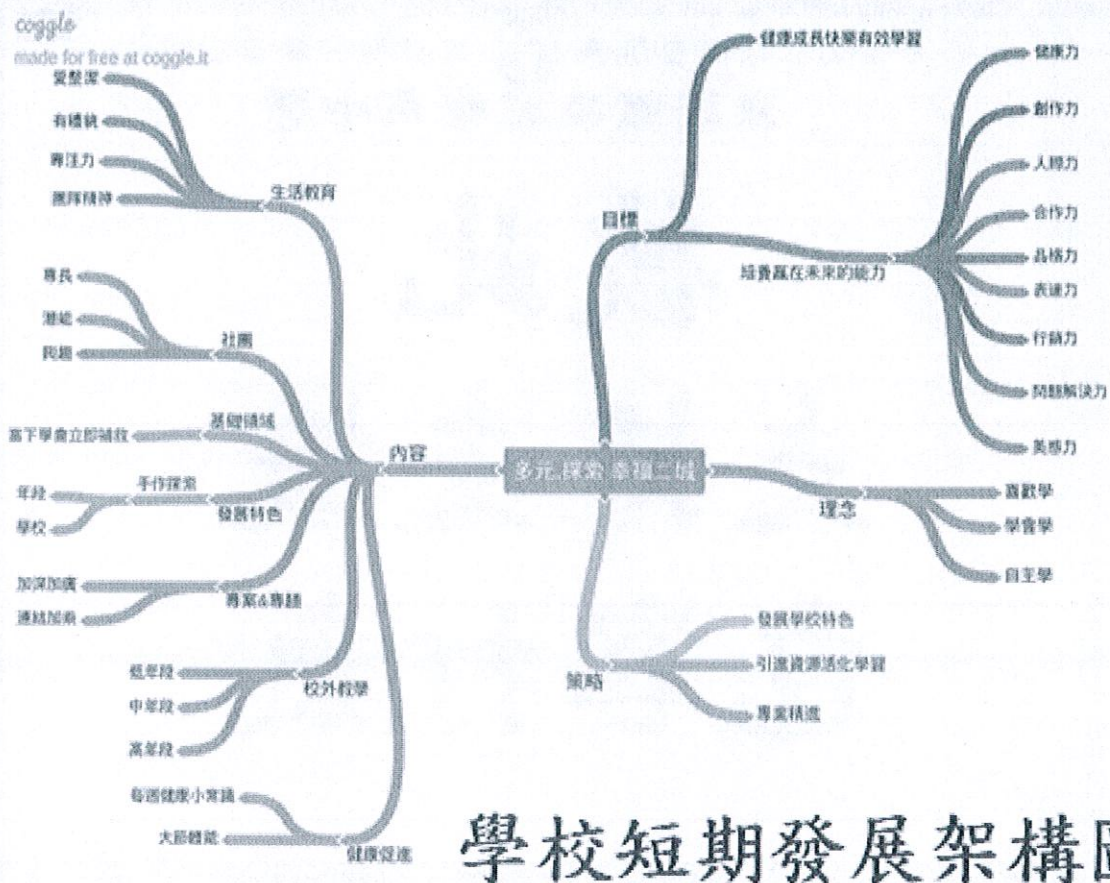 coggle
made for free at coggle.it
愛整潔
有禮貌
專注力
團隊精神
生活教育
專長
潛能
興趣
社團
當下學會立即補救
基礎領域
年段
學校
手作探索
發展特色
加深加廣
連結加乘
專案&專題
低年段
中年段
高年段
校外教學
每週健康小常識
大節體能
健康促進
內容
多元 探索 幸福二城
目標
健康成長快樂有效學習
培養贏在未來的能力
健康力
創作力
人際力
合作力
品格力
表達力
行銷力
問題解決力
美感力
理念
喜歡學
學會學
自主學
策略
發展學校特色
引進資源活化學習
專業精進
學校短期發展架構圖